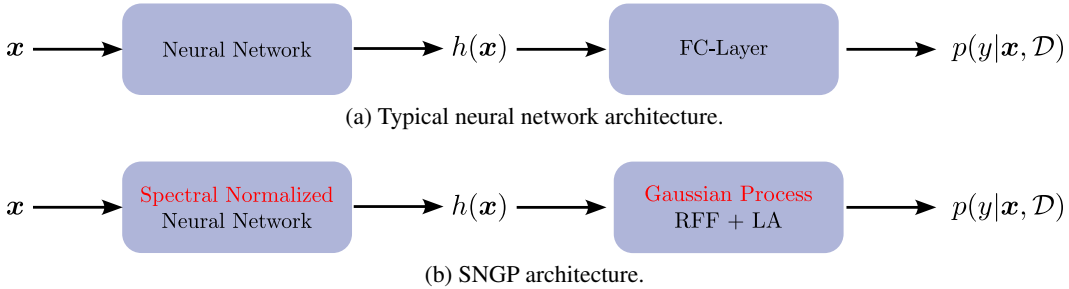 x Neural Network h(x) FC-Layer p(y|x, D)
(a) Typical neural network architecture.
Spectral Normalized Gaussian Process
x Neural Network h(x) RFF + LA p(y|x, D)
(b) SNGP architecture.